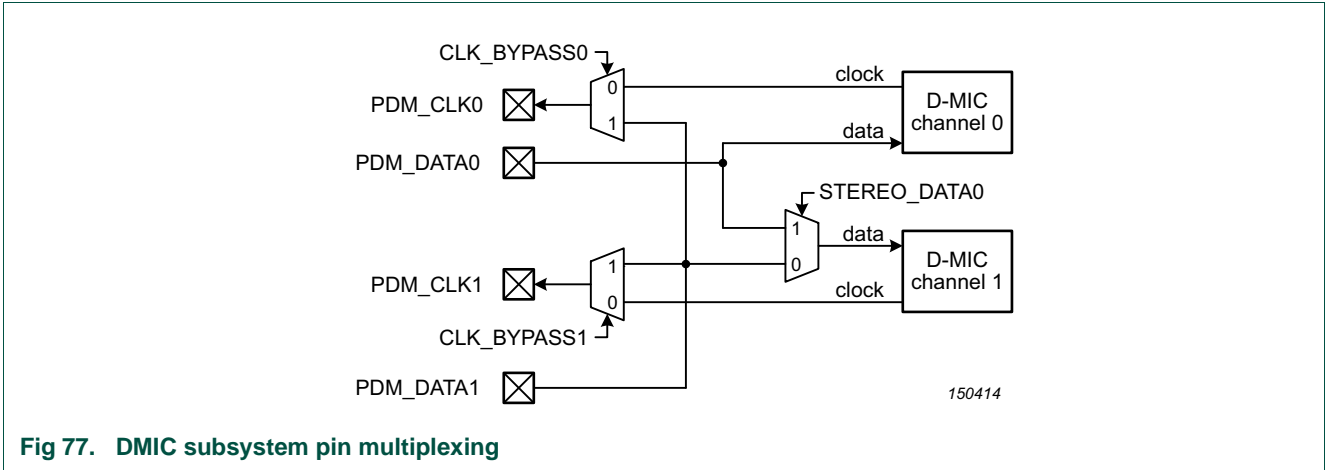 CLK_BYPASS0
clock
PDM_CLK0
0
D-MIC
channel 0
1
data
PDM_DATA0
STEREO_DATA0
1
data
D-MIC
channel 1
1
0
PDM_CLK1
0
clock
CLK_BYPASS1
PDM_DATA1
150414
Fig 77. DMIC subsystem pin multiplexing